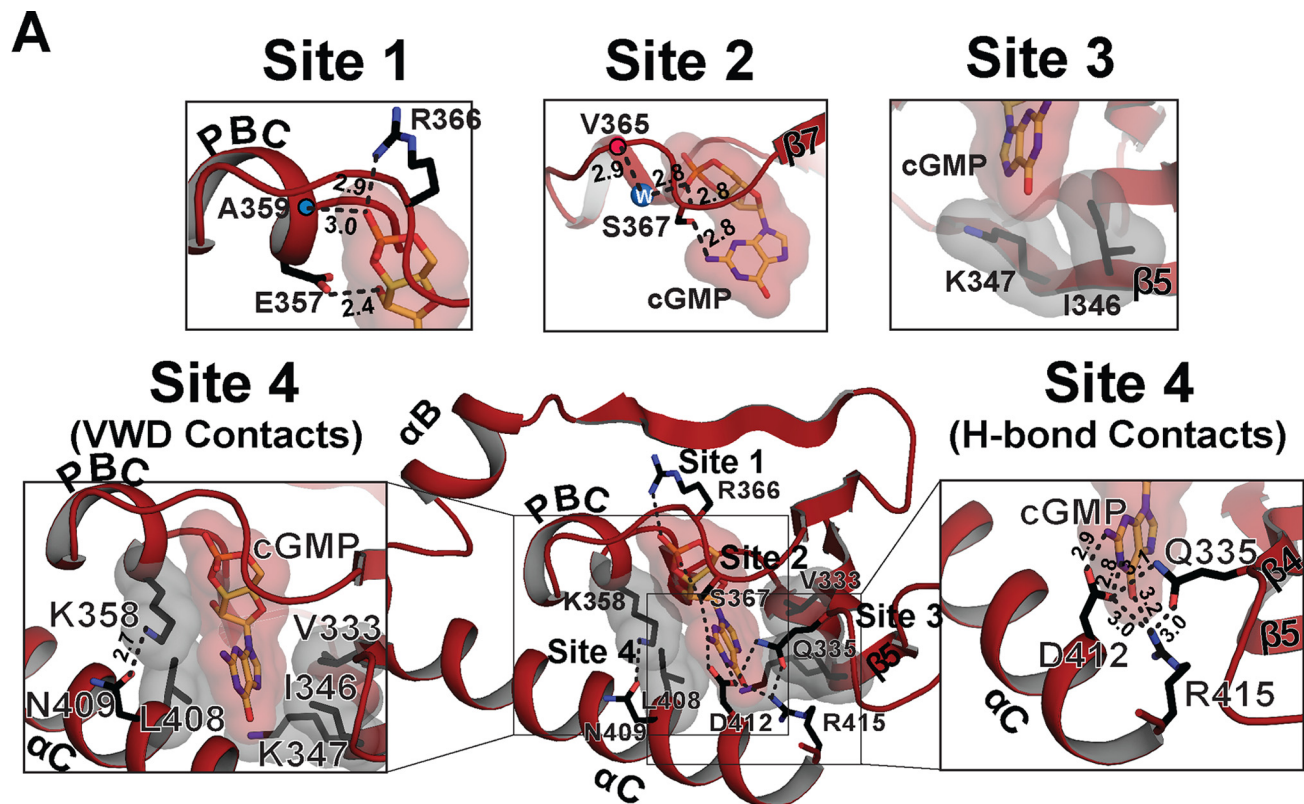 A
Site 1
Site 2
Site 3
PBC
R366
2.9
A359
3.0
E357
2.4
V365
2.9
W
2.8
2.8
S367
2.8
cGMP
β7
cGMP
K347
I346
β5
Site 4
(VWD Contacts)
PBC
cGMP
K358
2.7
V333
I346
N409
L408
K347
αC
αB
Site 1
R366
PBC
Site 2
S367
V333
K358
Site 3
Q335
β5
Site 4
L408
N409
D412
R415
αC
Site 4
(H-bond Contacts)
cGMP
2.9
Q335
2.8
3.7
β4
3.2
3.0
3.0
β5
D412
R415
αC